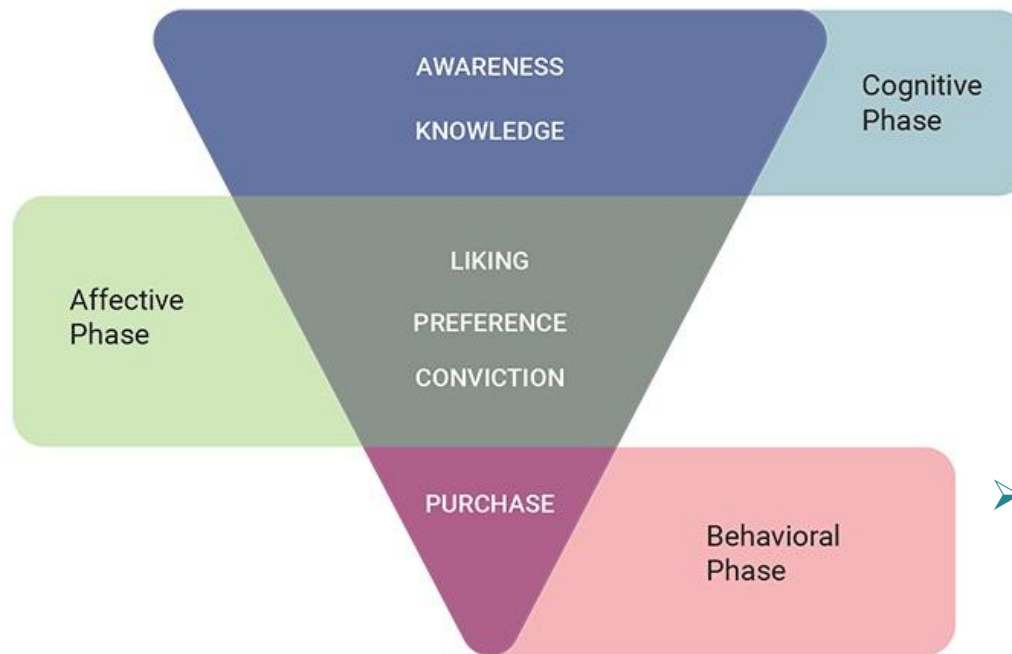 AWARENESS
KNOWLEDGE
Cognitive
Phase
LIKING
PREFERENCE
CONVICTION
Affective
Phase
PURCHASE
Behavioral
Phase